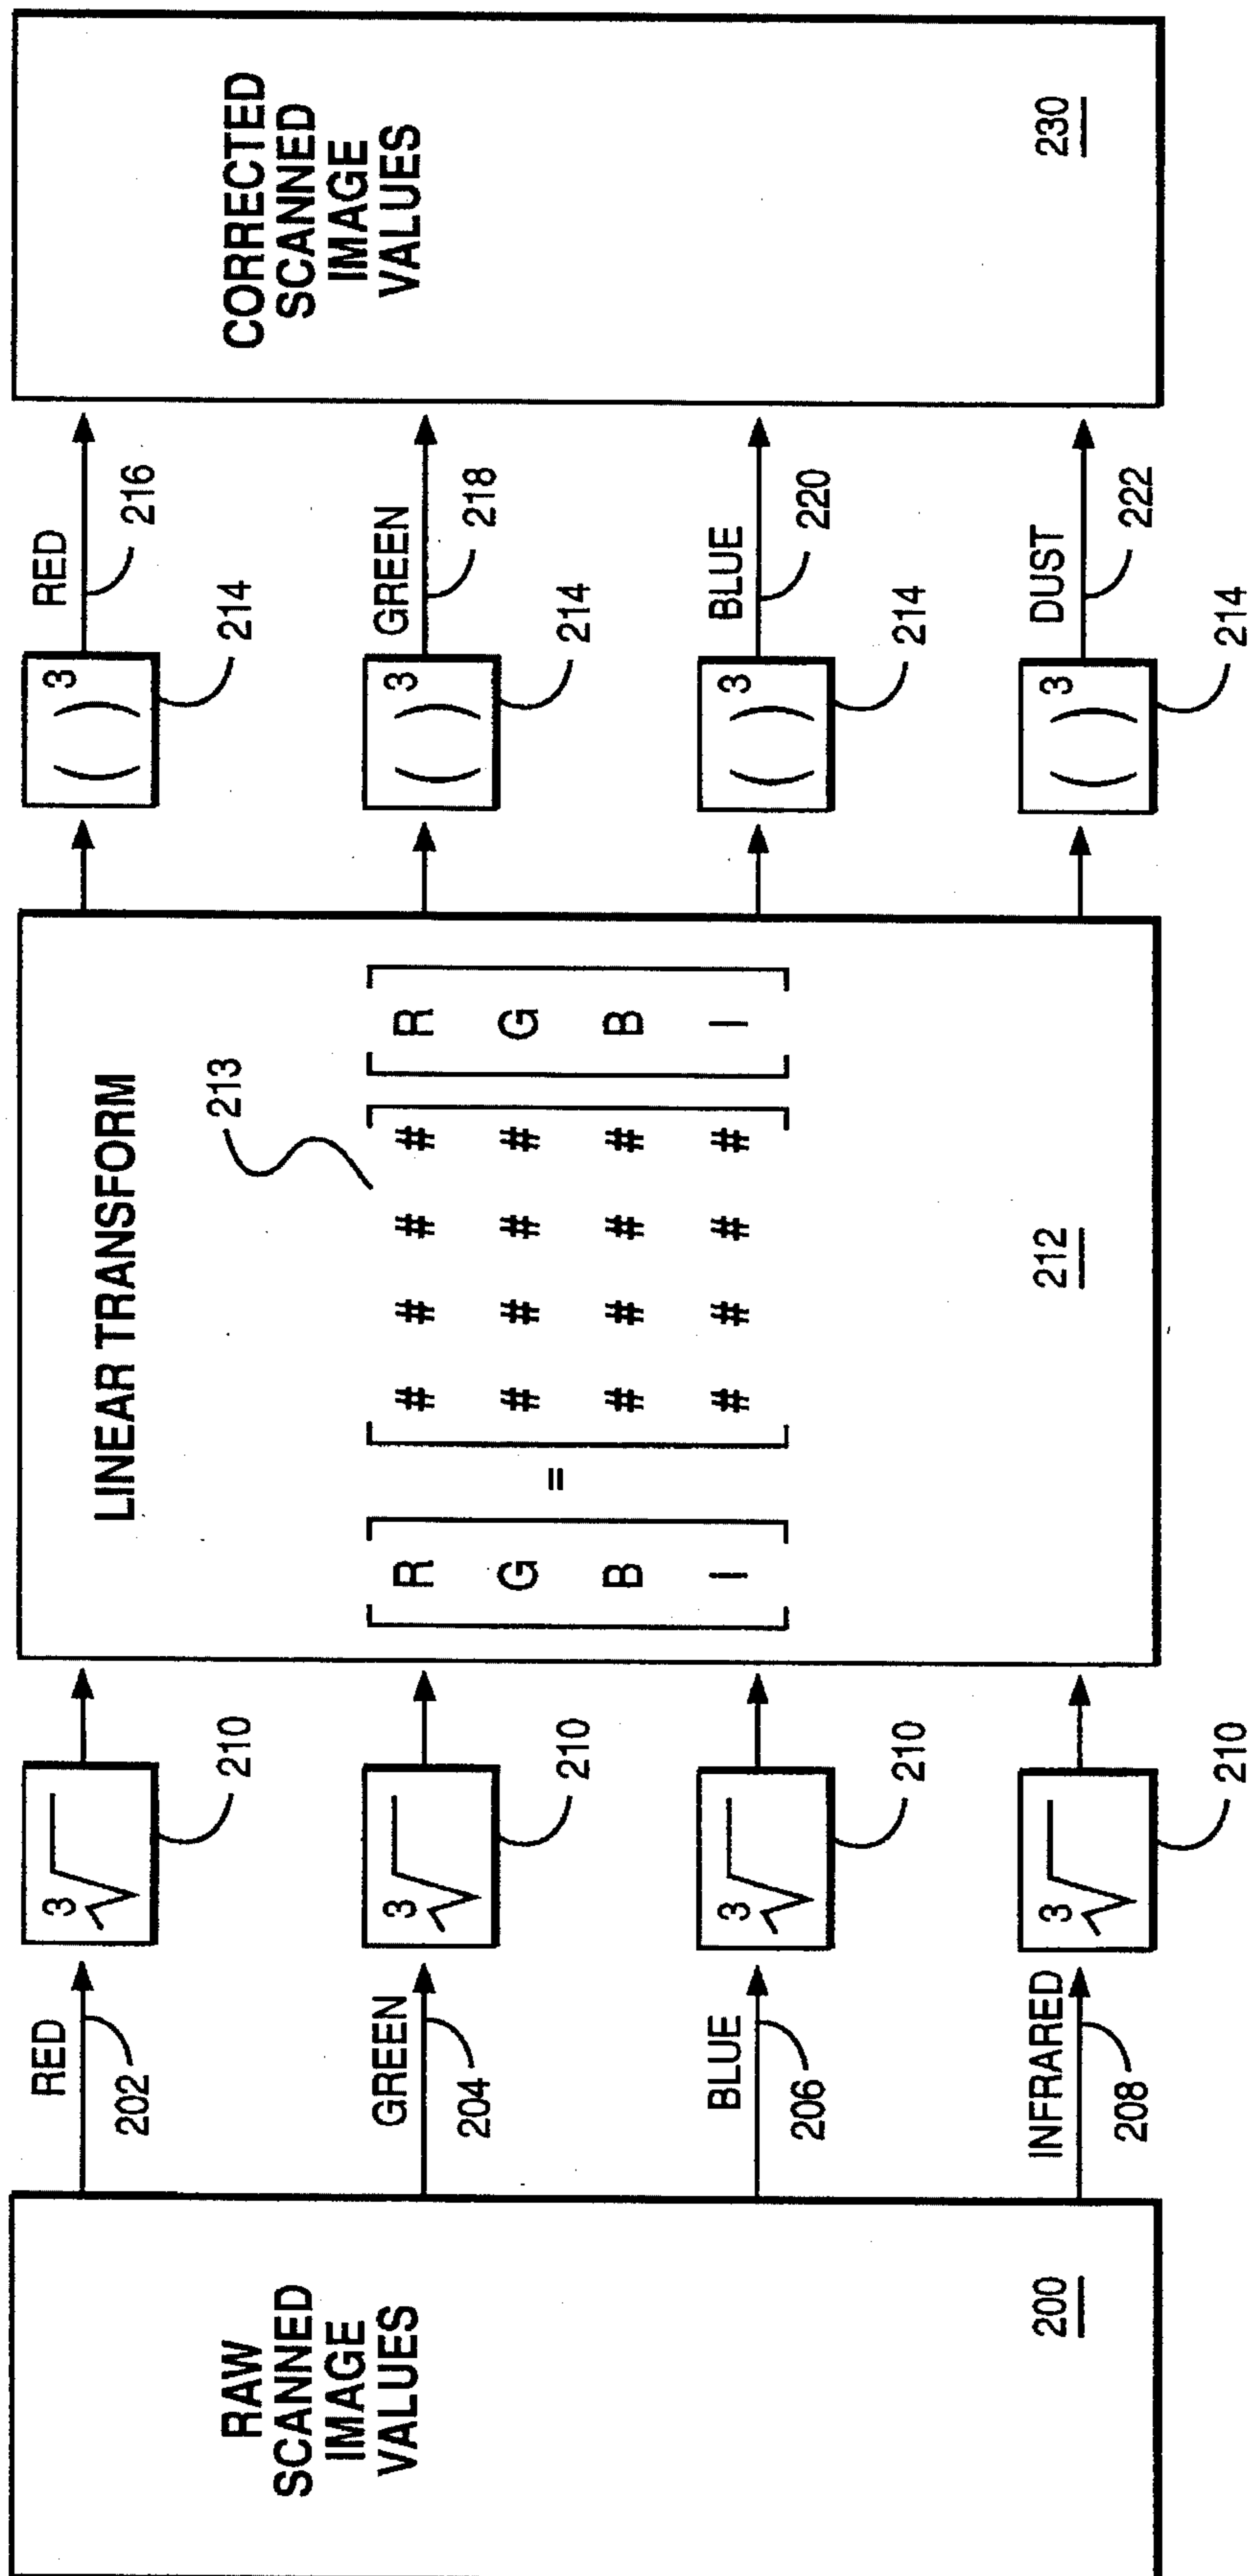 RAW
SCANNED
IMAGE
VALUES
200
RED
202
GREEN
204
BLUE
206
INFRARED
208
3√
210
3√
210
3√
210
3√
210
LINEAR TRANSFORM
213
R # # # # R
G = # # # # G
B # # # # B
I # # # # I
212
( )3
214
( )3
214
( )3
214
( )3
214
RED
216
GREEN
218
BLUE
220
DUST
222
CORRECTED
SCANNED
IMAGE
VALUES
230